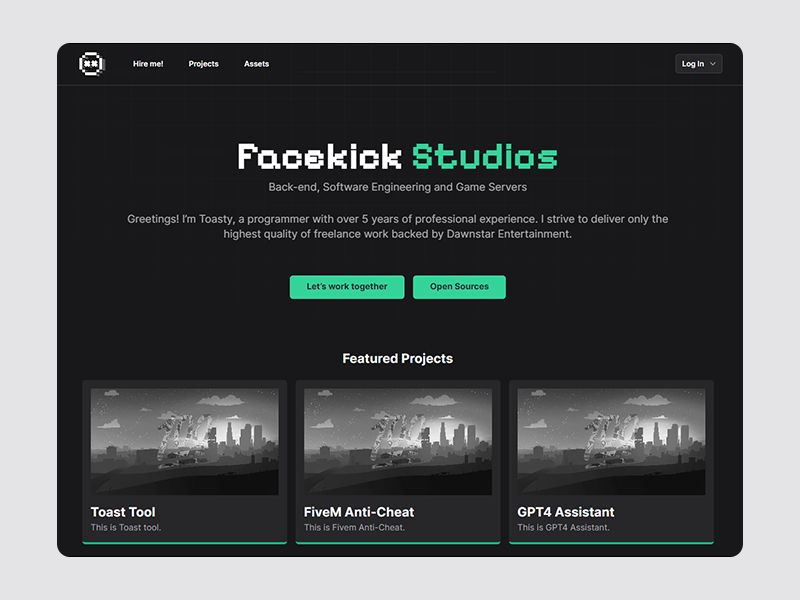 Hire me!
Projects
Assets
Log In
Facekick Studios
Back-end, Software Engineering and Game Servers
Greetings! I'm Toasty, a programmer with over 5 years of professional experience. I strive to deliver only the
highest quality of freelance work backed by Dawnstar Entertainment.
Let's work together
Open Sources
Featured Projects
Toast Tool
This is Toast tool.
FiveM Anti-Cheat
This is Fivem Anti-Cheat.
GPT4 Assistant
This is GPT4 Assistant.